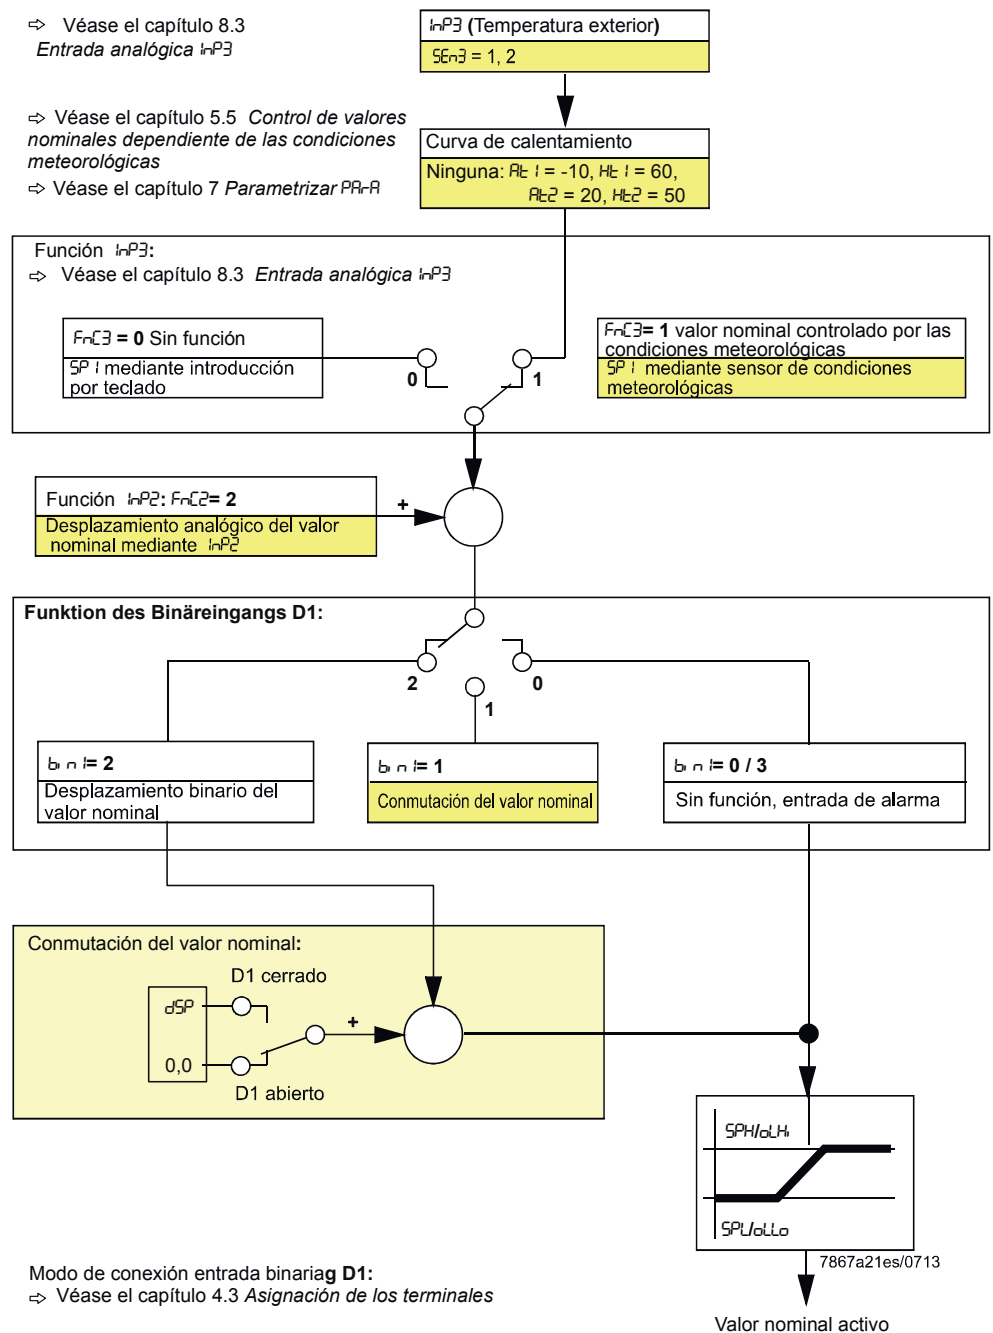 ⇨ Véase el capítulo 8.3
Entrada analógica InP3
InP3 (Temperatura exterior)
SEn3 = 1, 2
⇨ Véase el capítulo 5.5 Control de valores
nominales dependiente de las condiciones
meteorológicas
⇨ Véase el capítulo 7 Parametrizar PArA
Curva de calentamiento
Ninguna: At1 = -10, Ht1 = 60,
At2 = 20, Ht2 = 50
Función InP3:
⇨ Véase el capítulo 8.3 Entrada analógica InP3
FnC3 = 0 Sin función
SP1 mediante introducción
por teclado
0
1
FnC3= 1 valor nominal controlado por las
condiciones meteorológicas
SP1 mediante sensor de condiciones
meteorológicas
Función InP2: FnC2= 2
Desplazamiento analógico del valor
nominal mediante InP2
+
Funktion des Binäreingangs D1:
2
1
0
bin1= 2
Desplazamiento binario del
valor nominal
bin1= 1
Conmutación del valor nominal
bin1= 0 / 3
Sin función, entrada de alarma
Conmutación del valor nominal:
D1 cerrado
dSP
0,0
+
D1 abierto
SPH/oLHi
SPL/oLLo
7867a21es/0713
Modo de conexión entrada binariag D1:
⇨ Véase el capítulo 4.3 Asignación de los terminales
Valor nominal activo